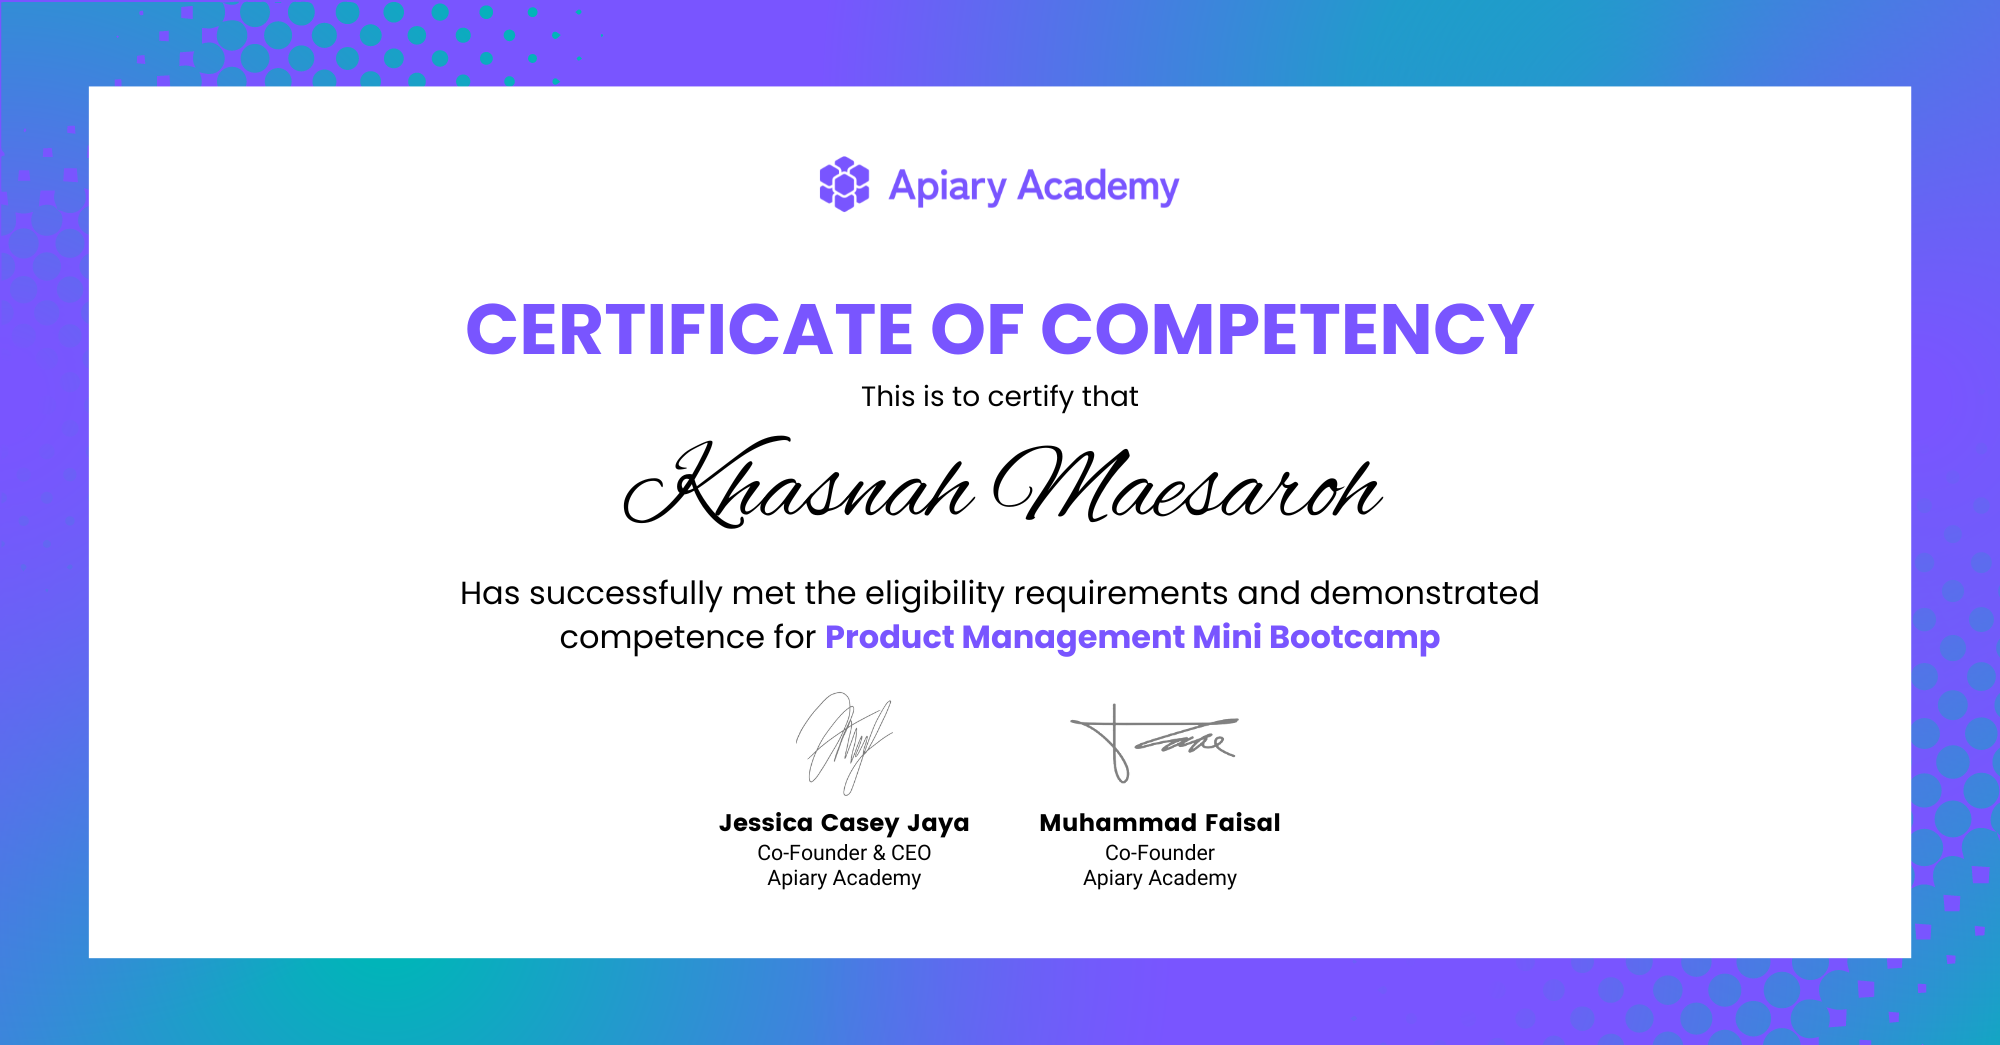 Apiary Academy
CERTIFICATE OF COMPETENCY
This is to certify that
Khasnah Maesaroh
Has successfully met the eligibility requirements and demonstrated
competence for Product Management Mini Bootcamp
Jessica Casey Jaya
Co-Founder & CEO
Apiary Academy
Muhammad Faisal
Co-Founder
Apiary Academy